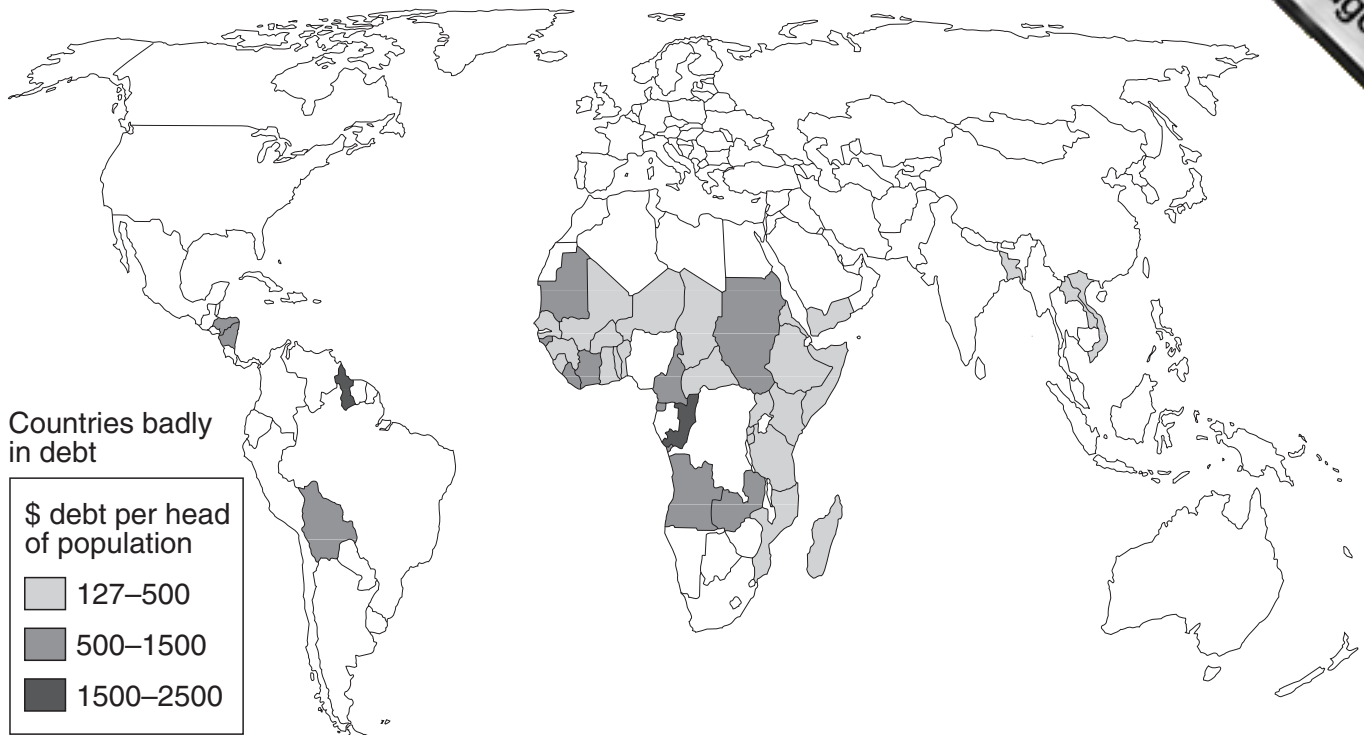 Countries badly
in debt
$ debt per head
of population
127–500
500–1500
1500–2500